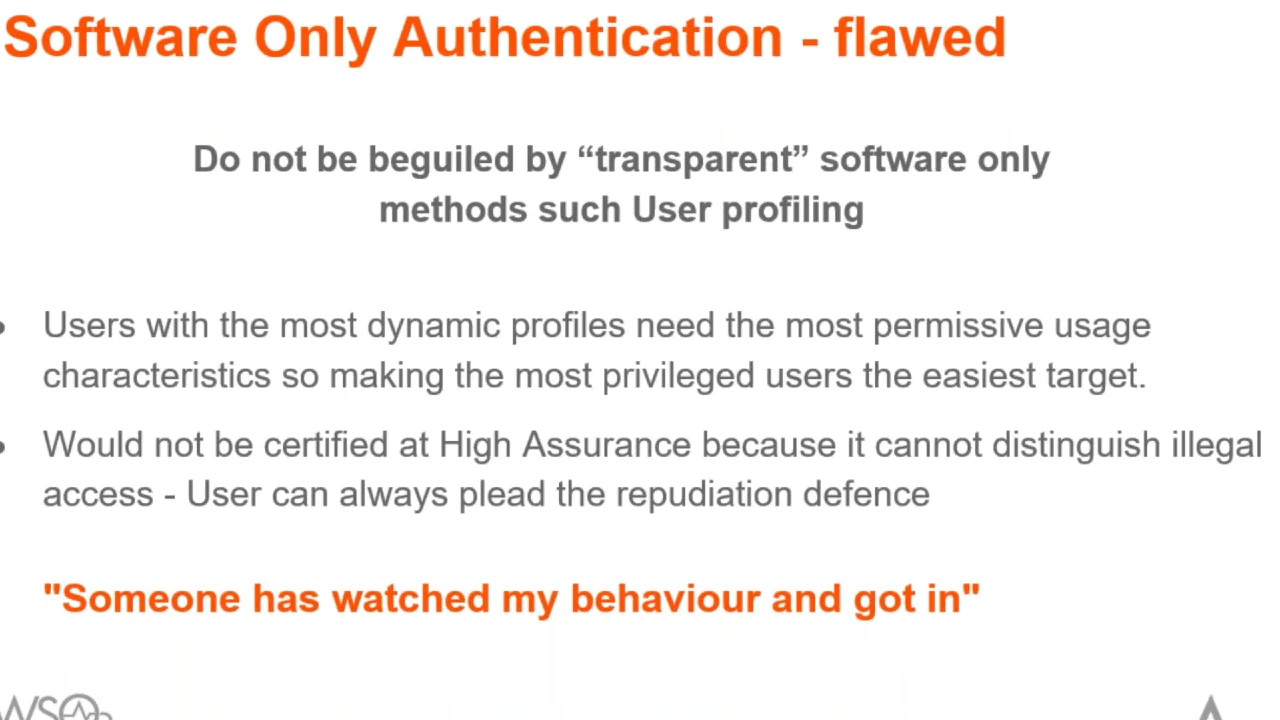 Software Only Authentication - flawed
Do not be beguiled by “transparent” software only
methods such User profiling
• Users with the most dynamic profiles need the most permissive usage
characteristics so making the most privileged users the easiest target.
• Would not be certified at High Assurance because it cannot distinguish illegal
access - User can always plead the repudiation defence
"Someone has watched my behaviour and got in"
WSO2